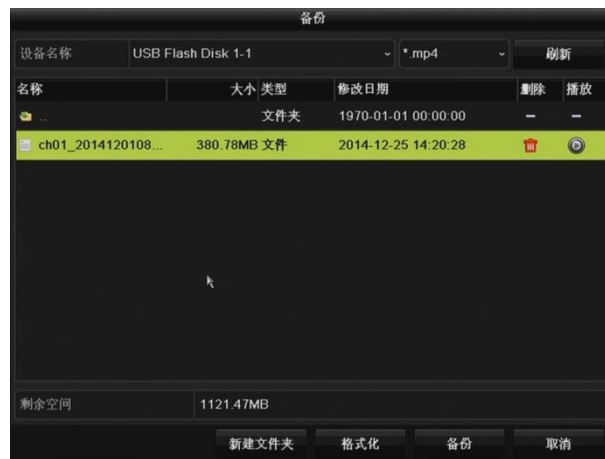 备份
设备名称 USB Flash Disk 1-1 *.mp4 刷新
名称 大小 类型 修改日期 删除 播放
.. 文件夹 1970-01-01 00:00:00 – –
ch01_2014120108... 380.78MB 文件 2014-12-25 14:20:28
剩余空间 1121.47MB
新建文件夹 格式化 备份 取消